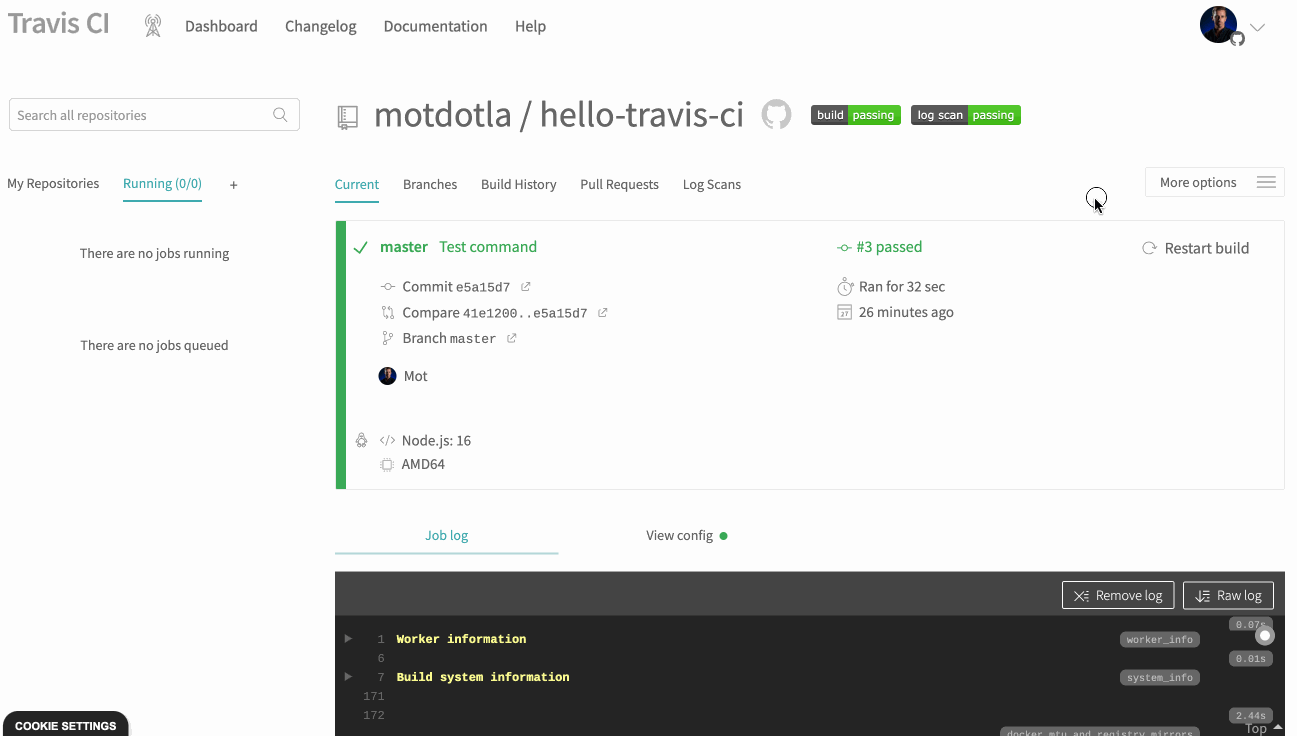 Travis CI
Dashboard
Changelog
Documentation
Help
Search all repositories
motdotla / hello-travis-ci
build passing
log scan passing
My Repositories
Running (0/0)
+
Current
Branches
Build History
Pull Requests
Log Scans
More options
There are no jobs running
There are no jobs queued
master Test command
#3 passed
Restart build
Commit e5a15d7
Ran for 32 sec
Compare 41e1200..e5a15d7
27
26 minutes ago
Branch master
Mot
</> Node.js: 16
AMD64
Job log
View config
Remove log
Raw log
0.07s
1 Worker information
worker_info
6
0.01s
7 Build system information
system_info
171
172
2.44s
docker_mtu_and_registry_mirrors
Top
COOKIE SETTINGS